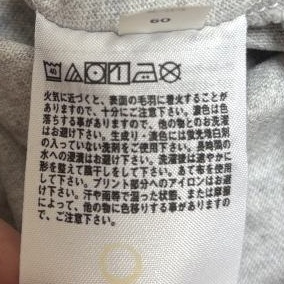 60
40
火気に近づくと、表面の毛羽に着火することが
ありますので、十分にご注意下さい。濃色は色
落ちする事がありますので、他の物とのお洗濯
はお避け下さい。生成り・淡色には蛍光増白剤
の入っていない洗剤をご使用下さい。長時間の
水への浸漬はお避け下さい。洗濯後は速やかに
形を整えて陰干しをして下さい。あて布を使用
して下さい。プリント部分へのアイロンはお避け
下さい。汗や雨等で湿った状態、または摩擦
によって、他の物に色移りする事があります
ので、ご注意下さい。